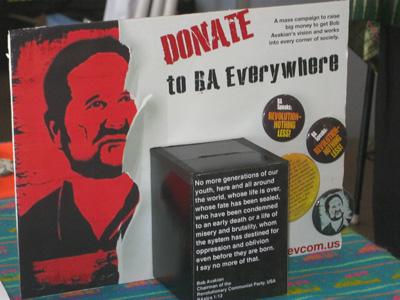 DONATE
to BA Everywhere
A mass campaign to raise
big money to get Bob
Avakian's vision and works
into every corner of society.
BA
Speaks:
REVOLUTION-
NOTHING
LESS!
BA
Speaks:
REVOLUTION-
NOTHING
LESS!
No more generations of our
youth, here and all around
the world, whose life is over,
whose fate has been sealed,
who have been condemned
to an early death or a life of
misery and brutality, whom
the system has destined for
oppression and oblivion
even before they are born.
I say no more of that.
Bob Avakian
Chairman of the
Revolutionary Communist Party, USA
BAsics 1:13
evcom.us